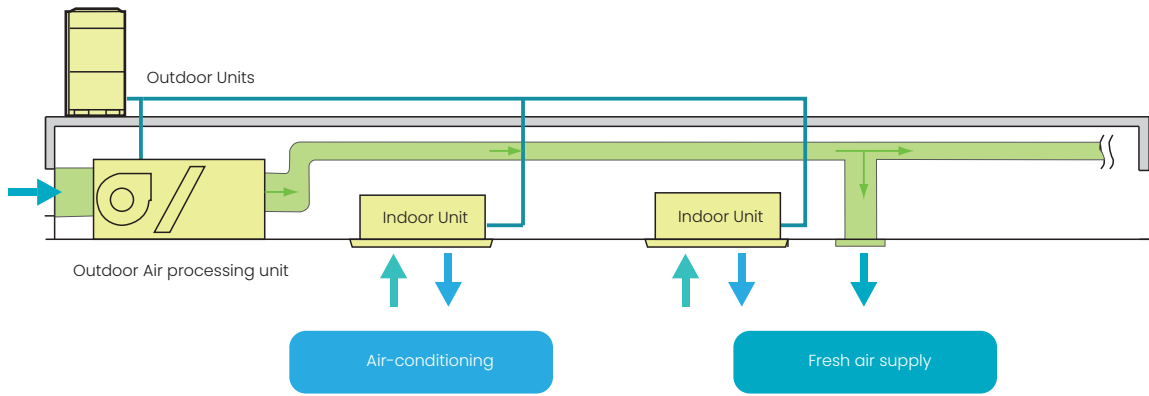 Outdoor Units
Indoor Unit
Indoor Unit
Outdoor Air processing unit
Air-conditioning
Fresh air supply